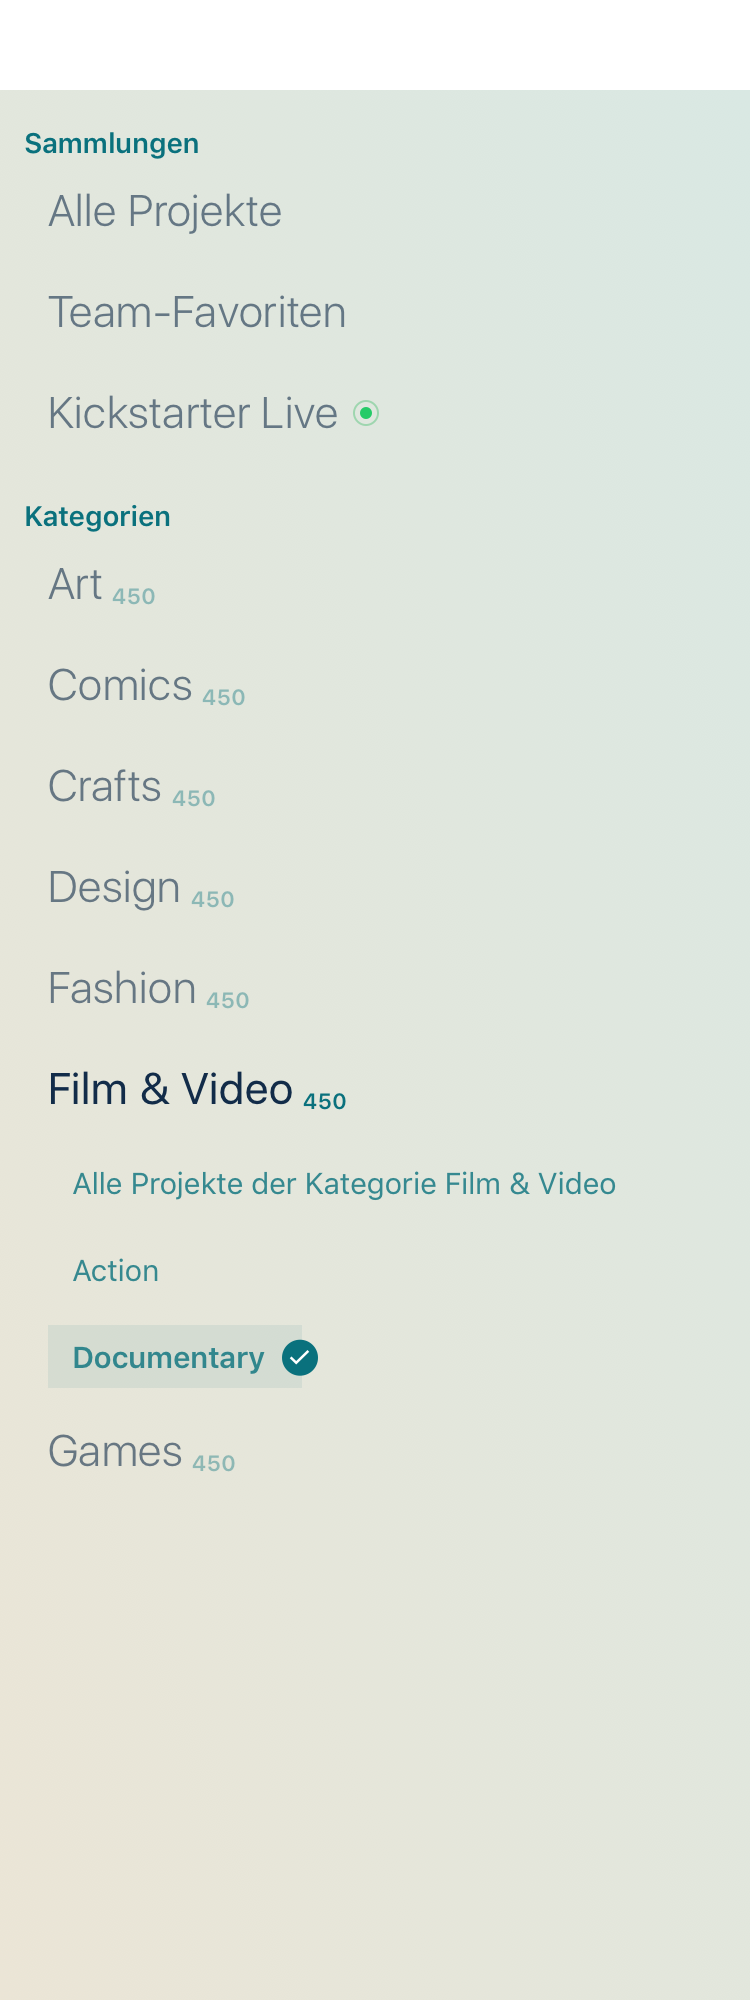 Sammlungen
Alle Projekte
Team-Favoriten
Kickstarter Live
Kategorien
Art 450
Comics 450
Crafts 450
Design 450
Fashion 450
Film & Video 450
Alle Projekte der Kategorie Film & Video
Action
Documentary
Games 450